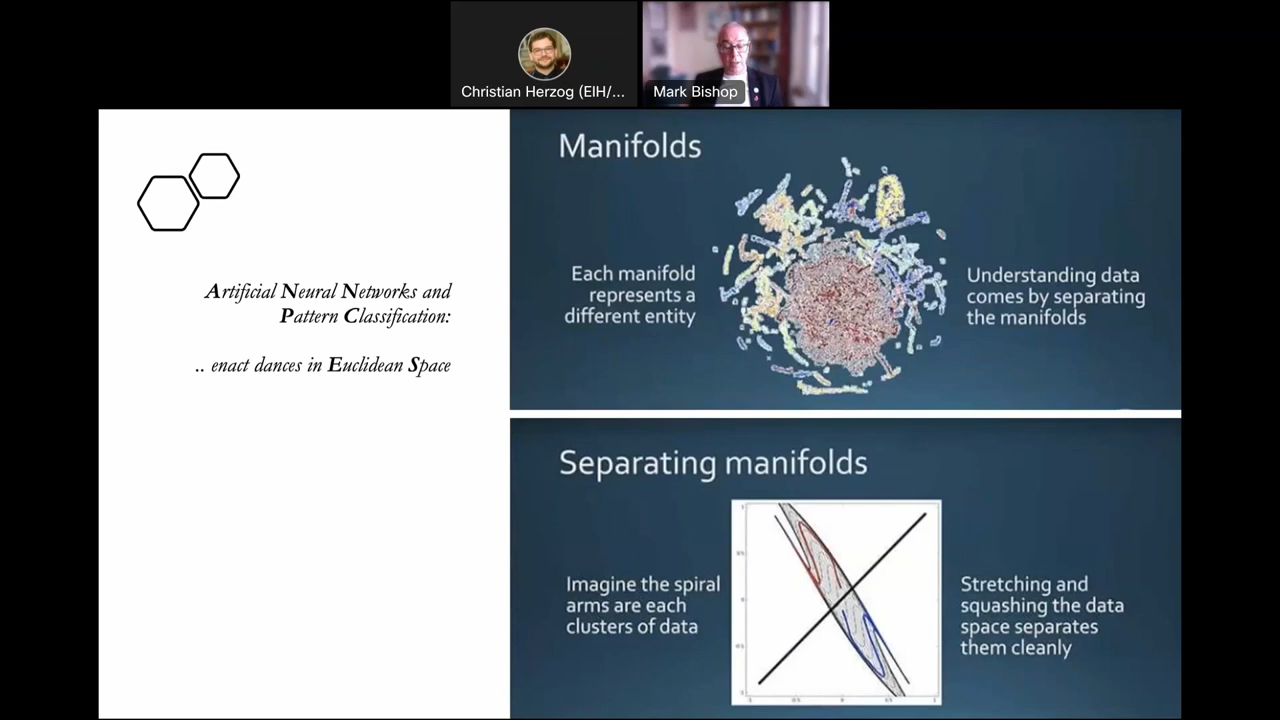 Christian Herzog (EIH/...
Mark Bishop
Artificial Neural Networks and
Pattern Classification:
.. enact dances in Euclidean Space
Manifolds
Each manifold
represents a
different entity
Understanding data
comes by separating
the manifolds
Separating manifolds
Imagine the spiral
arms are each
clusters of data
Stretching and
squashing the data
space separates
them cleanly